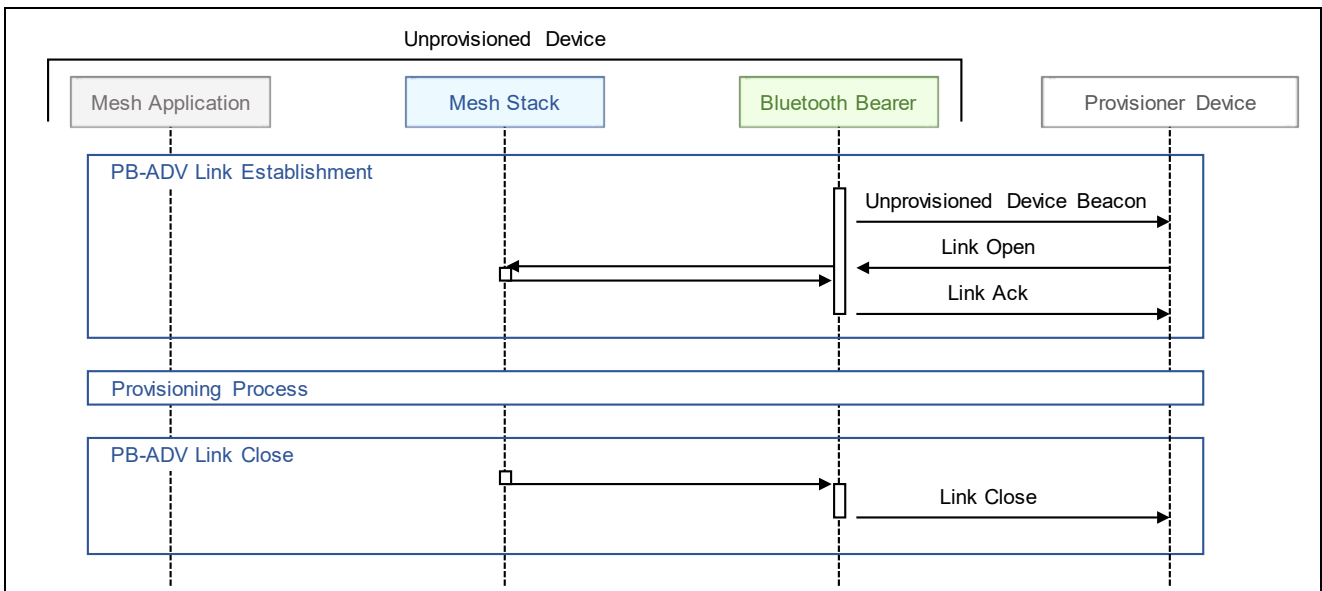 Unprovisioned Device
Mesh Application
Mesh Stack
Bluetooth Bearer
Provisioner Device
PB-ADV Link Establishment
Unprovisioned Device Beacon
Link Open
Link Ack
Provisioning Process
PB-ADV Link Close
Link Close